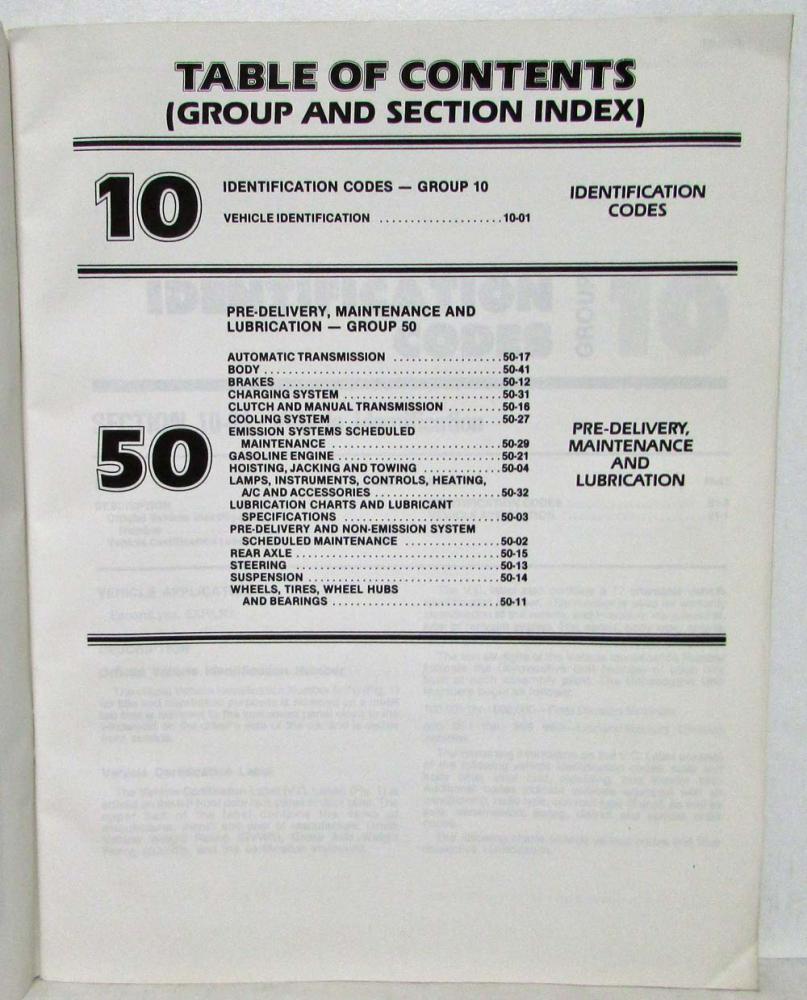 TABLE OF CONTENTS
(GROUP AND SECTION INDEX)
10
IDENTIFICATION CODES — GROUP 10
VEHICLE IDENTIFICATION ...................10-01
IDENTIFICATION
CODES
50
PRE-DELIVERY, MAINTENANCE AND
LUBRICATION — GROUP 50
AUTOMATIC TRANSMISSION .................50-17
BODY.....................................50-41
BRAKES ..................................50-12
CHARGING SYSTEM .........................50-31
CLUTCH AND MANUAL TRANSMISSION .........50-16
COOLING SYSTEM ..........................50-27
EMISSION SYSTEMS SCHEDULED
MAINTENANCE ...........................50-29
GASOLINE ENGINE ..........................50-21
HOISTING, JACKING AND TOWING ............50-04
LAMPS, INSTRUMENTS, CONTROLS, HEATING,
A/C AND ACCESSORIES ....................50-32
LUBRICATION CHARTS AND LUBRICANT
SPECIFICATIONS ........................50-03
PRE-DELIVERY AND NON-EMISSION SYSTEM
SCHEDULED MAINTENANCE ................50-02
REAR AXLE ................................50-15
STEERING .................................50-13
SUSPENSION ..............................50-14
WHEELS, TIRES, WHEEL HUBS
AND BEARINGS ..........................50-11
PRE-DELIVERY,
MAINTENANCE
AND
LUBRICATION